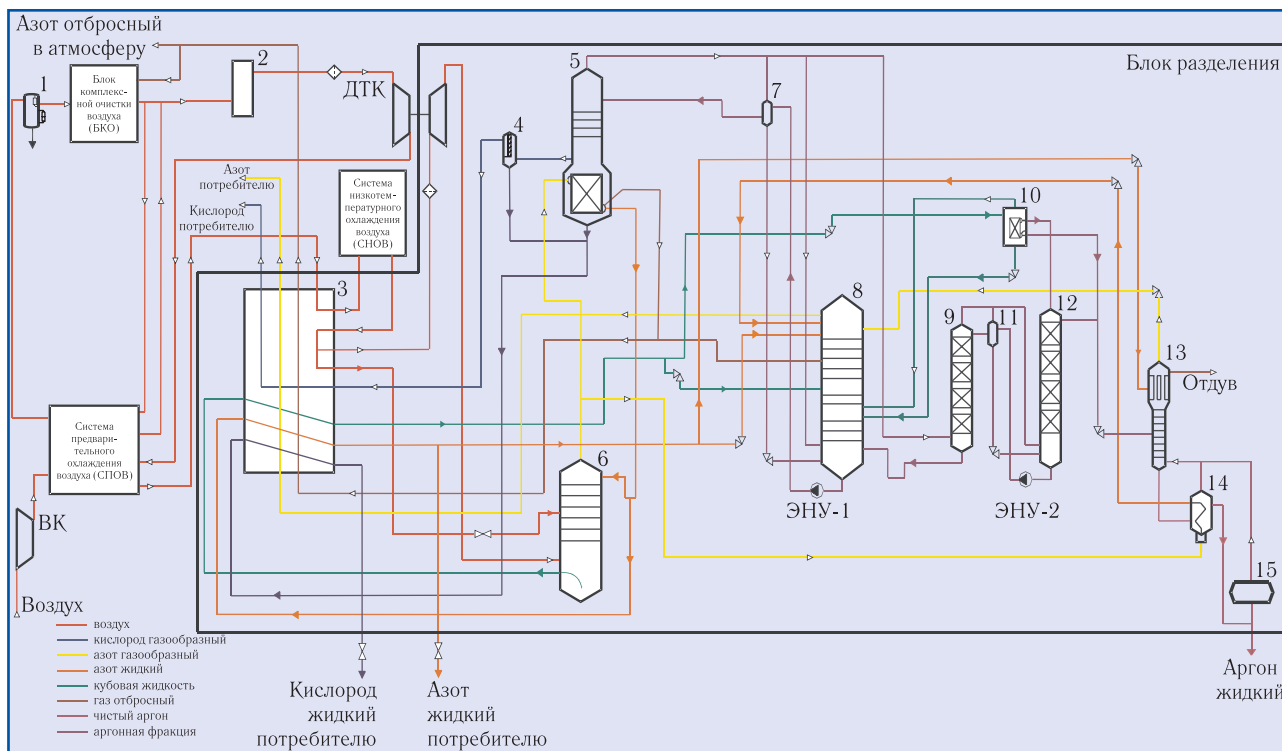 Азот отбросный
в атмосферу
1
Блок
комплекс-
ной очистки
воздуха
(БКО)
2
ДТК
5
7
Блок разделения
4
Азот
потребителю
Кислород
потребителю
Система
низкотем-
пературного
охлаждения
воздуха
(СНОВ)
10
3
8
9
11
12
13
Отдув
Система
предвари-
тельного
охлаждения
воздуха (СПОВ)
6
14
ВК
ЭНУ-1
ЭНУ-2
15
Воздух
воздух
кислород газообразный
азот газообразный
азот жидкий
кубовая жидкость
газ отбросный
чистый аргон
аргонная фракция
Кислород
жидкий
потребителю
Азот
жидкий
потребителю
Аргон
жидкий